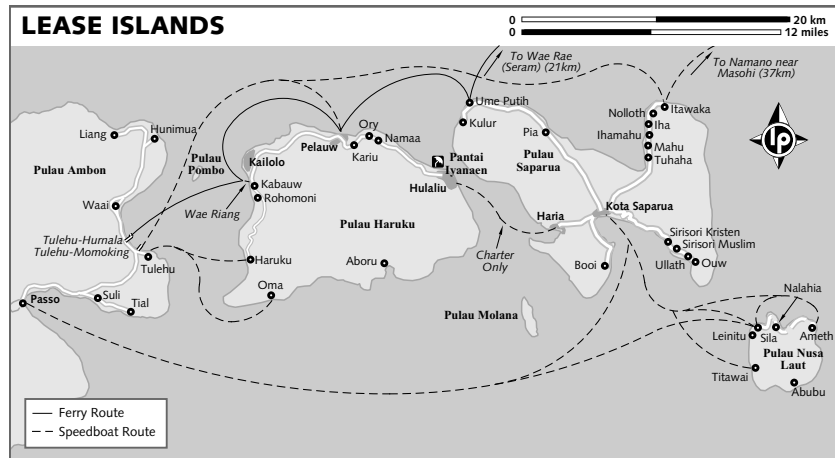 LEASE ISLANDS
0 20 km
0 12 miles
To Wae Rae
(Seram) (21km)
To Namano near
Masohi (37km)
Ume Putih
Itawaka
Nolloth
Kulur
Iha
Ihamahu
Mahu
Tuhaha
Pia
Pulau
Saparua
Liang
Hunimua
Pulau Ambon
Pulau
Pombo
Kailolo
Pelauw
Ory
Namaa
Kariu
Pantai
Iyanaen
Hulaliu
Kabauw
Rohomoni
Wae Riang
Waai
Pulau Haruku
Tulehu-Humala
Tulehu-Momoking
Tulehu
Haruku
Aboru
Oma
Haria
Kota Saparua
Charter
Only
Booi
Sirisori Kristen
Sirisori Muslim
Ullath
Ouw
Passo
Suli
Tial
Pulau Molana
Nalahia
Leinitu
Sila
Ameth
Pulau Nusa
Laut
Titawai
Abubu
Ferry Route
Speedboat Route
lp